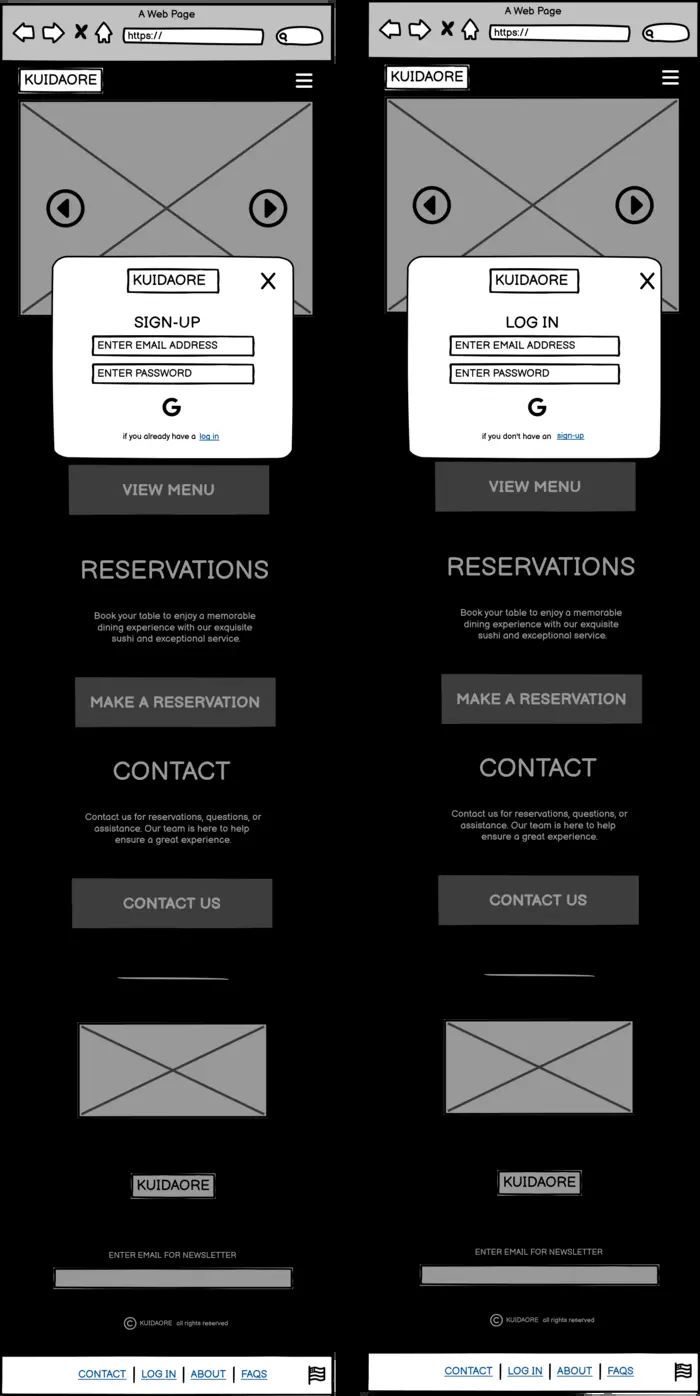 A Web Page
https://
KUIDAORE
KUIDAORE
X
SIGN-UP
ENTER EMAIL ADDRESS
ENTER PASSWORD
G
if you already have a log in
VIEW MENU
RESERVATIONS
Book your table to enjoy a memorable
dining experience with our exquisite
sushi and exceptional service.
MAKE A RESERVATION
CONTACT
Contact us for reservations, questions, or
assistance. Our team is here to help
ensure a great experience.
CONTACT US
KUIDAORE
ENTER EMAIL FOR NEWSLETTER
© KUIDAORE all rights reserved
CONTACT | LOG IN | ABOUT | FAQS
A Web Page
https://
KUIDAORE
KUIDAORE
X
LOG IN
ENTER EMAIL ADDRESS
ENTER PASSWORD
G
if you don't have an sign-up
VIEW MENU
RESERVATIONS
Book your table to enjoy a memorable
dining experience with our exquisite
sushi and exceptional service.
MAKE A RESERVATION
CONTACT
Contact us for reservations, questions, or
assistance. Our team is here to help
ensure a great experience.
CONTACT US
KUIDAORE
ENTER EMAIL FOR NEWSLETTER
© KUIDAORE all rights reserved
CONTACT | LOG IN | ABOUT | FAQS